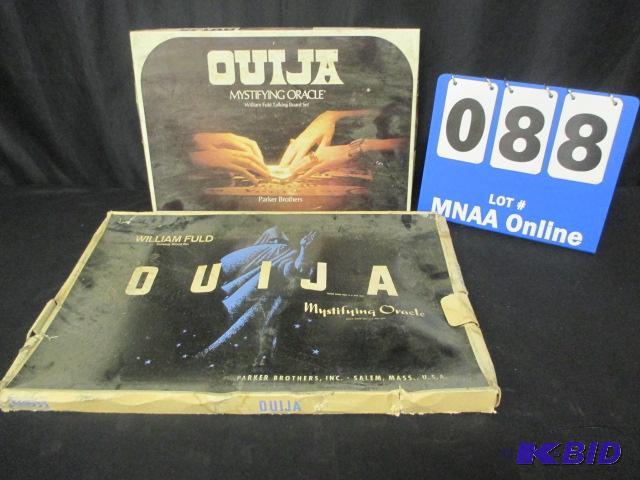 OUIJA
MYSTIFYING ORACLE®
William Fuld Talking Board Set
Parker Brothers
088
LOT #
MNAA Online
WILLIAM FULD
OUIJA
Mystifying Oracle
PARKER BROTHERS, INC. · SALEM, MASS., U.S.A.
OUIJA
K-BID